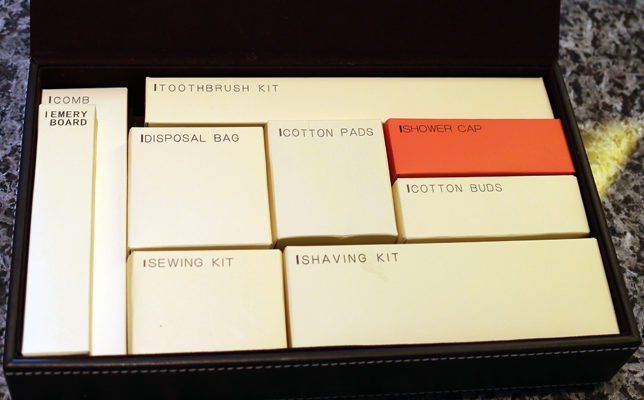 COMB
EMERY
BOARD
TOOTHBRUSH KIT
DISPOSAL BAG
COTTON PADS
SHOWER CAP
COTTON BUDS
SEWING KIT
SHAVING KIT